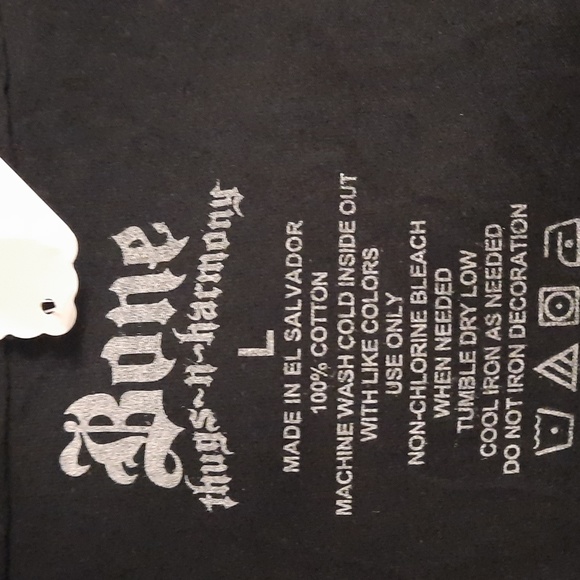 Bone
thugs~n~harmony
L
MADE IN EL SALVADOR
100% COTTON
MACHINE WASH COLD INSIDE OUT
WITH LIKE COLORS
USE ONLY
NON-CHLORINE BLEACH
WHEN NEEDED
TUMBLE DRY LOW
COOL IRON AS NEEDED
DO NOT IRON DECORATION